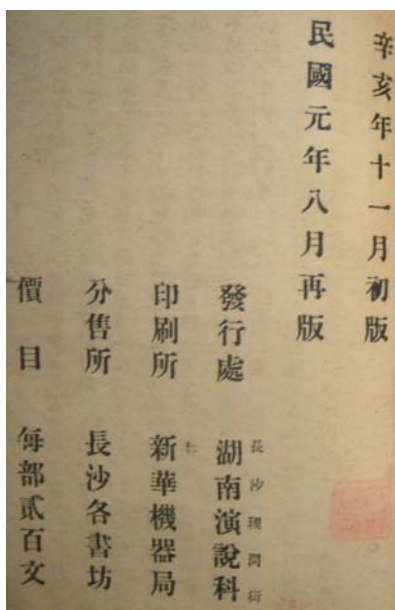 辛亥年十一月初版
民國元年八月再版
發行處
長沙理問街
湖南演說科
印刷所
新華機器局
分售所
長沙各書坊
價目
每部貳百文